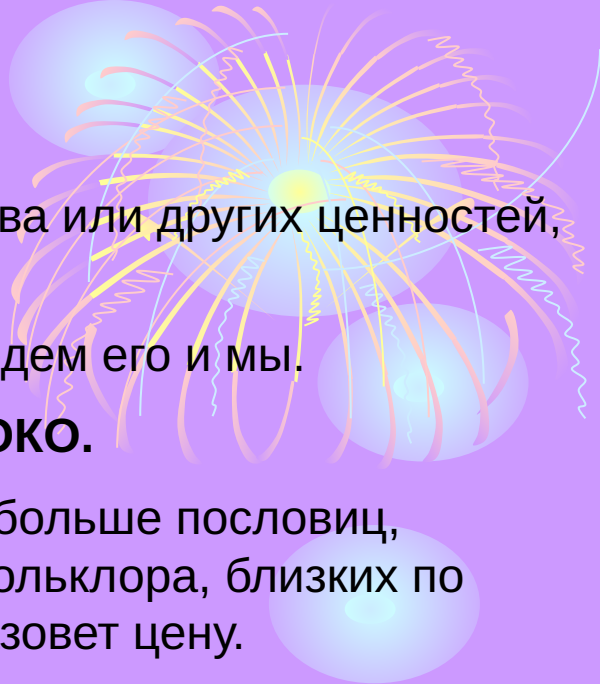 ва или других ценностей,
дем его и мы.
ОКО.
больше пословиц,
ольклора, близких по
зовет цену.